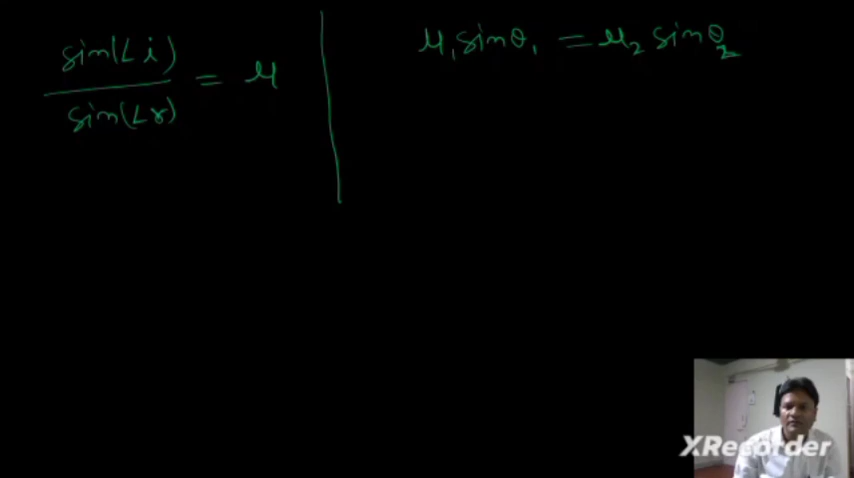 sin(∠i)
sin(∠r)
= μ
μ₁ sinθ₁ = μ₂ sinθ₂
XRecorder